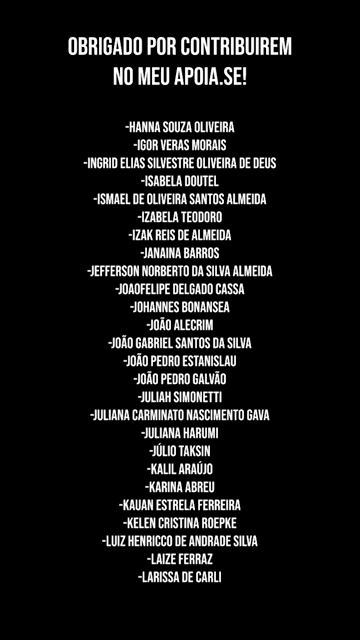 OBRIGADO POR CONTRIBUIREM
NO MEU APOIA.SE!
-HANNA SOUZA OLIVEIRA
-IGOR VERAS MORAIS
-INGRID ELIAS SILVESTRE OLIVEIRA DE DEUS
-ISABELA DOUTEL
-ISMAEL DE OLIVEIRA SANTOS ALMEIDA
-IZABELA TEODORO
-IZAK REIS DE ALMEIDA
-JANAINA BARROS
-JEFFERSON NORBERTO DA SILVA ALMEIDA
-JOAOFELIPE DELGADO CASSA
-JOHANNES BONANSEA
-JOÃO ALECRIM
-JOÃO GABRIEL SANTOS DA SILVA
-JOÃO PEDRO ESTANISLAU
-JOÃO PEDRO GALVÃO
-JULIAH SIMONETTI
-JULIANA CARMINATO NASCIMENTO GAVA
-JULIANA HARUMI
-JÚLIO TAKSIN
-KALIL ARAÚJO
-KARINA ABREU
-KAUAN ESTRELA FERREIRA
-KELEN CRISTINA ROEPKE
-LUIZ HENRICCO DE ANDRADE SILVA
-LAIZE FERRAZ
-LARISSA DE CARLI